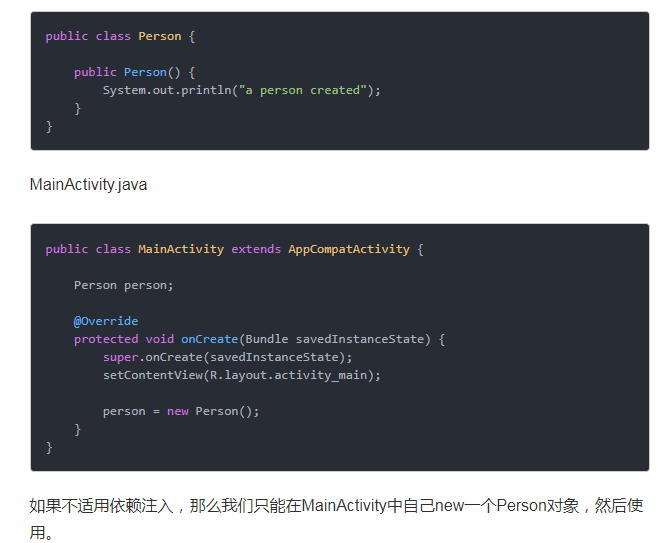 public class Person {
    public Person() {
        System.out.println("a person created");
    }
}
MainActivity.java
public class MainActivity extends AppCompatActivity {
    Person person;
    @Override
    protected void onCreate(Bundle savedInstanceState) {
        super.onCreate(savedInstanceState);
        setContentView(R.layout.activity_main);
        person = new Person();
    }
}
如果不适用依赖注入，那么我们只能在MainActivity中自己new一个Person对象，然后使
用。